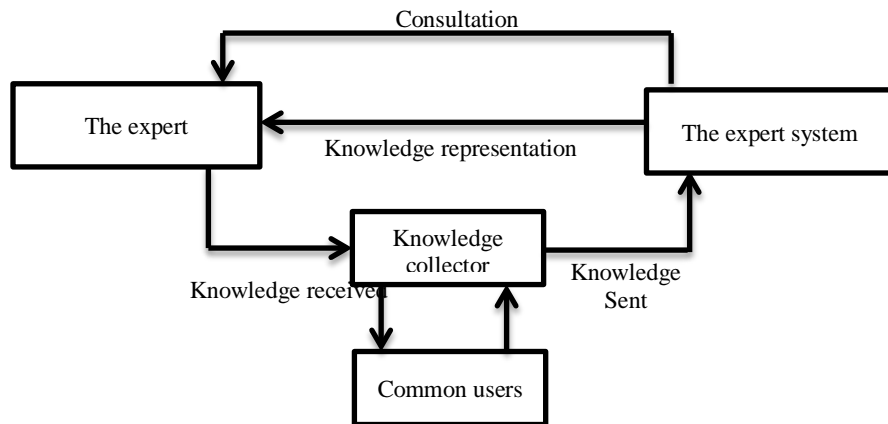 Consultation
The expert
The expert system
Knowledge representation
Knowledge
collector
Knowledge received
Knowledge
Sent
Common users